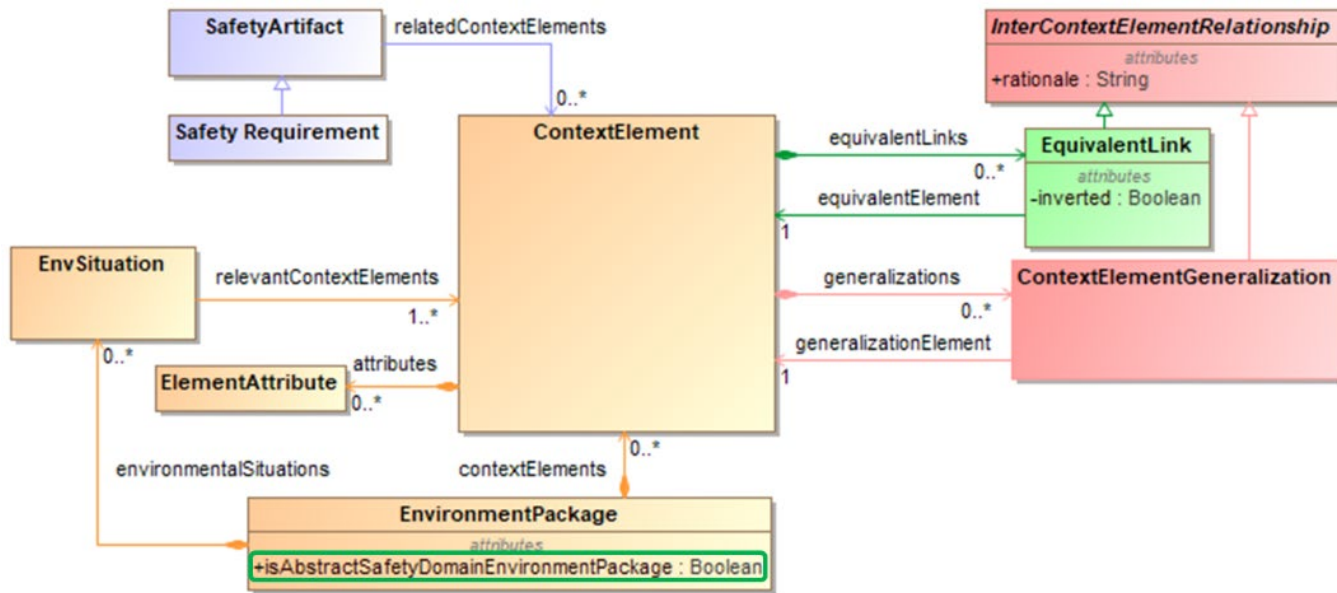 SafetyArtifact
relatedContextElements
0..*
Safety Requirement
InterContextElementRelationship
attributes
+rationale : String
ContextElement
equivalentLinks
0..*
equivalentElement
1
EquivalentLink
attributes
-inverted : Boolean
EnvSituation
relevantContextElements
1..*
0..*
generalizations
0..*
generalizationElement
1
ContextElementGeneralization
ElementAttribute
attributes
0..*
environmentalSituations
contextElements
0..*
EnvironmentPackage
attributes
+isAbstractSafetyDomainEnvironmentPackage : Boolean